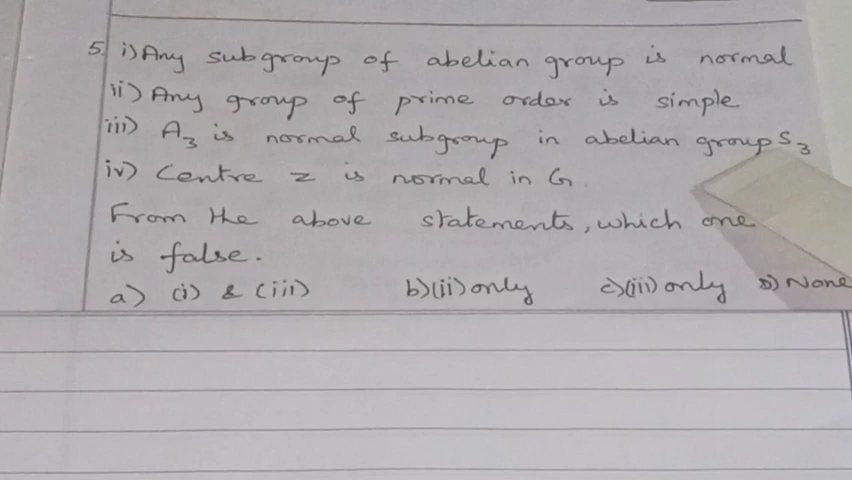 5. i) Any subgroup of abelian group is normal
ii) Any group of prime order is simple
iii) A3 is normal subgroup in abelian group S3
iv) Centre z is normal in G.
From the above statements, which one
is false.
a) (i) & (iii) b) (ii) only c) (iii) only D) None